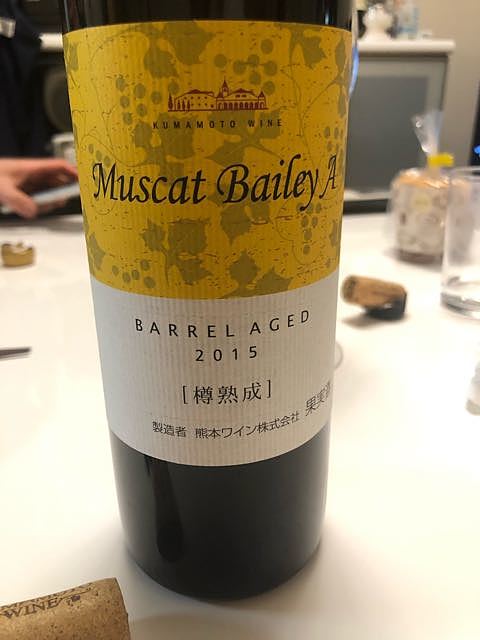 KUMAMOTO WINE
Muscat Bailey A
BARREL AGED
2015
[樽熟成]
製造者 熊本ワイン株式会社 果実酒
WINE